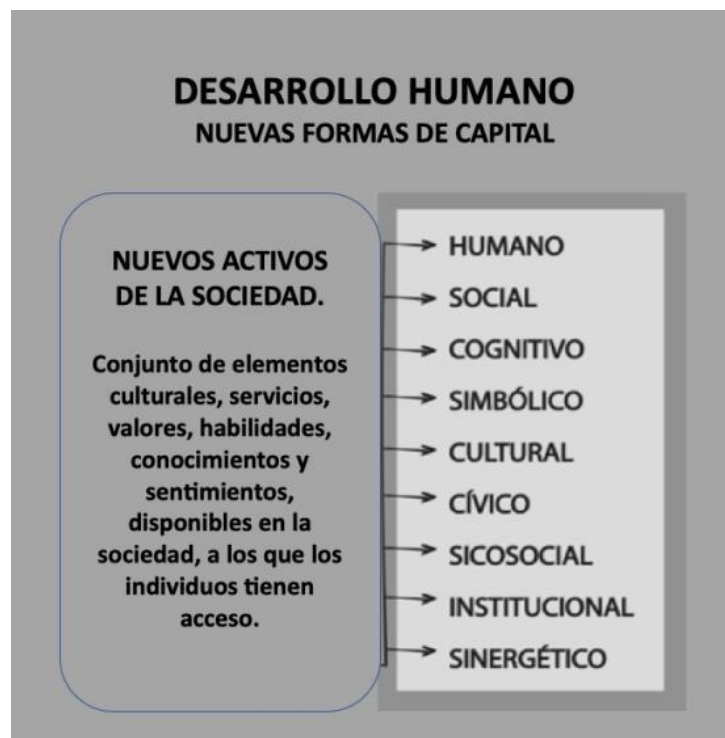 DESARROLLO HUMANO
NUEVAS FORMAS DE CAPITAL
NUEVOS ACTIVOS
DE LA SOCIEDAD.
Conjunto de elementos
culturales, servicios,
valores, habilidades,
conocimientos y
sentimientos,
disponibles en la
sociedad, a los que los
individuos tienen
acceso.
HUMANO
SOCIAL
COGNITIVO
SIMBÓLICO
CULTURAL
CÍVICO
SICOSOCIAL
INSTITUCIONAL
SINERGÉTICO